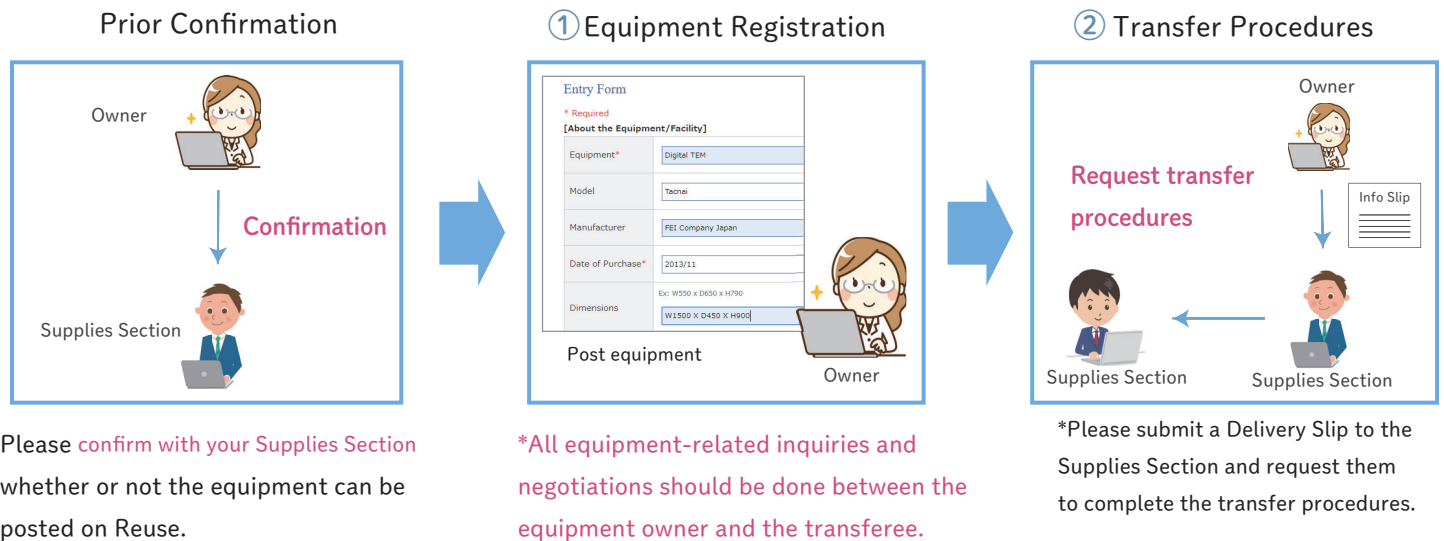 Prior Confirmation
Owner
Confirmation
Supplies Section
Please confirm with your Supplies Section
whether or not the equipment can be
posted on Reuse.
① Equipment Registration
Entry Form
* Required
[About the Equipment/Facility]
Equipment* Digital TEM
Model Tacnai
Manufacturer FEI Company Japan
Date of Purchase* 2013/11
Ex: W550 x D650 x H790
Dimensions W1500 X D450 X H900
Post equipment
Owner
*All equipment-related inquiries and
negotiations should be done between the
equipment owner and the transferee.
② Transfer Procedures
Owner
Request transfer
procedures
Info Slip
Supplies Section
Supplies Section
*Please submit a Delivery Slip to the
Supplies Section and request them
to complete the transfer procedures.